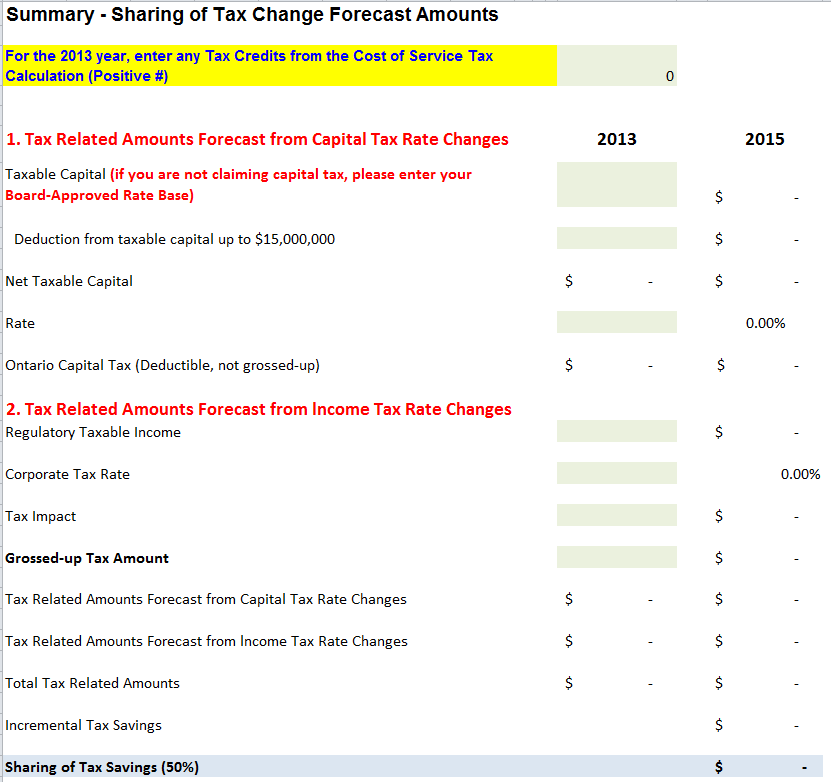 Summary - Sharing of Tax Change Forecast Amounts
For the 2013 year, enter any Tax Credits from the Cost of Service Tax
Calculation (Positive #) 0
1. Tax Related Amounts Forecast from Capital Tax Rate Changes 2013 2015
Taxable Capital (if you are not claiming capital tax, please enter your
Board-Approved Rate Base) $ -
Deduction from taxable capital up to $15,000,000 $ -
Net Taxable Capital $ - $ -
Rate 0.00%
Ontario Capital Tax (Deductible, not grossed-up) $ - $ -
2. Tax Related Amounts Forecast from Income Tax Rate Changes
Regulatory Taxable Income $ -
Corporate Tax Rate 0.00%
Tax Impact $ -
Grossed-up Tax Amount $ -
Tax Related Amounts Forecast from Capital Tax Rate Changes $ - $ -
Tax Related Amounts Forecast from Income Tax Rate Changes $ - $ -
Total Tax Related Amounts $ - $ -
Incremental Tax Savings $ -
Sharing of Tax Savings (50%) $ -